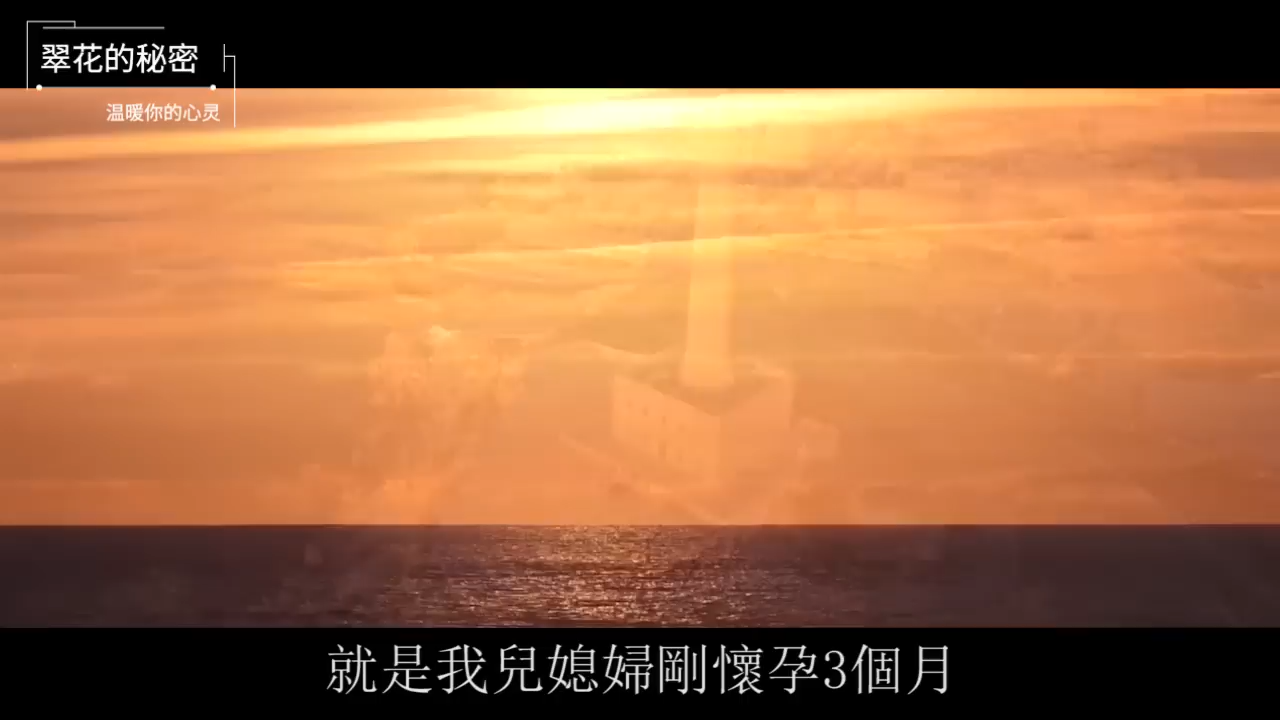 翠花的秘密
温暖你的心灵
就是我兒媳婦剛懷孕3個月